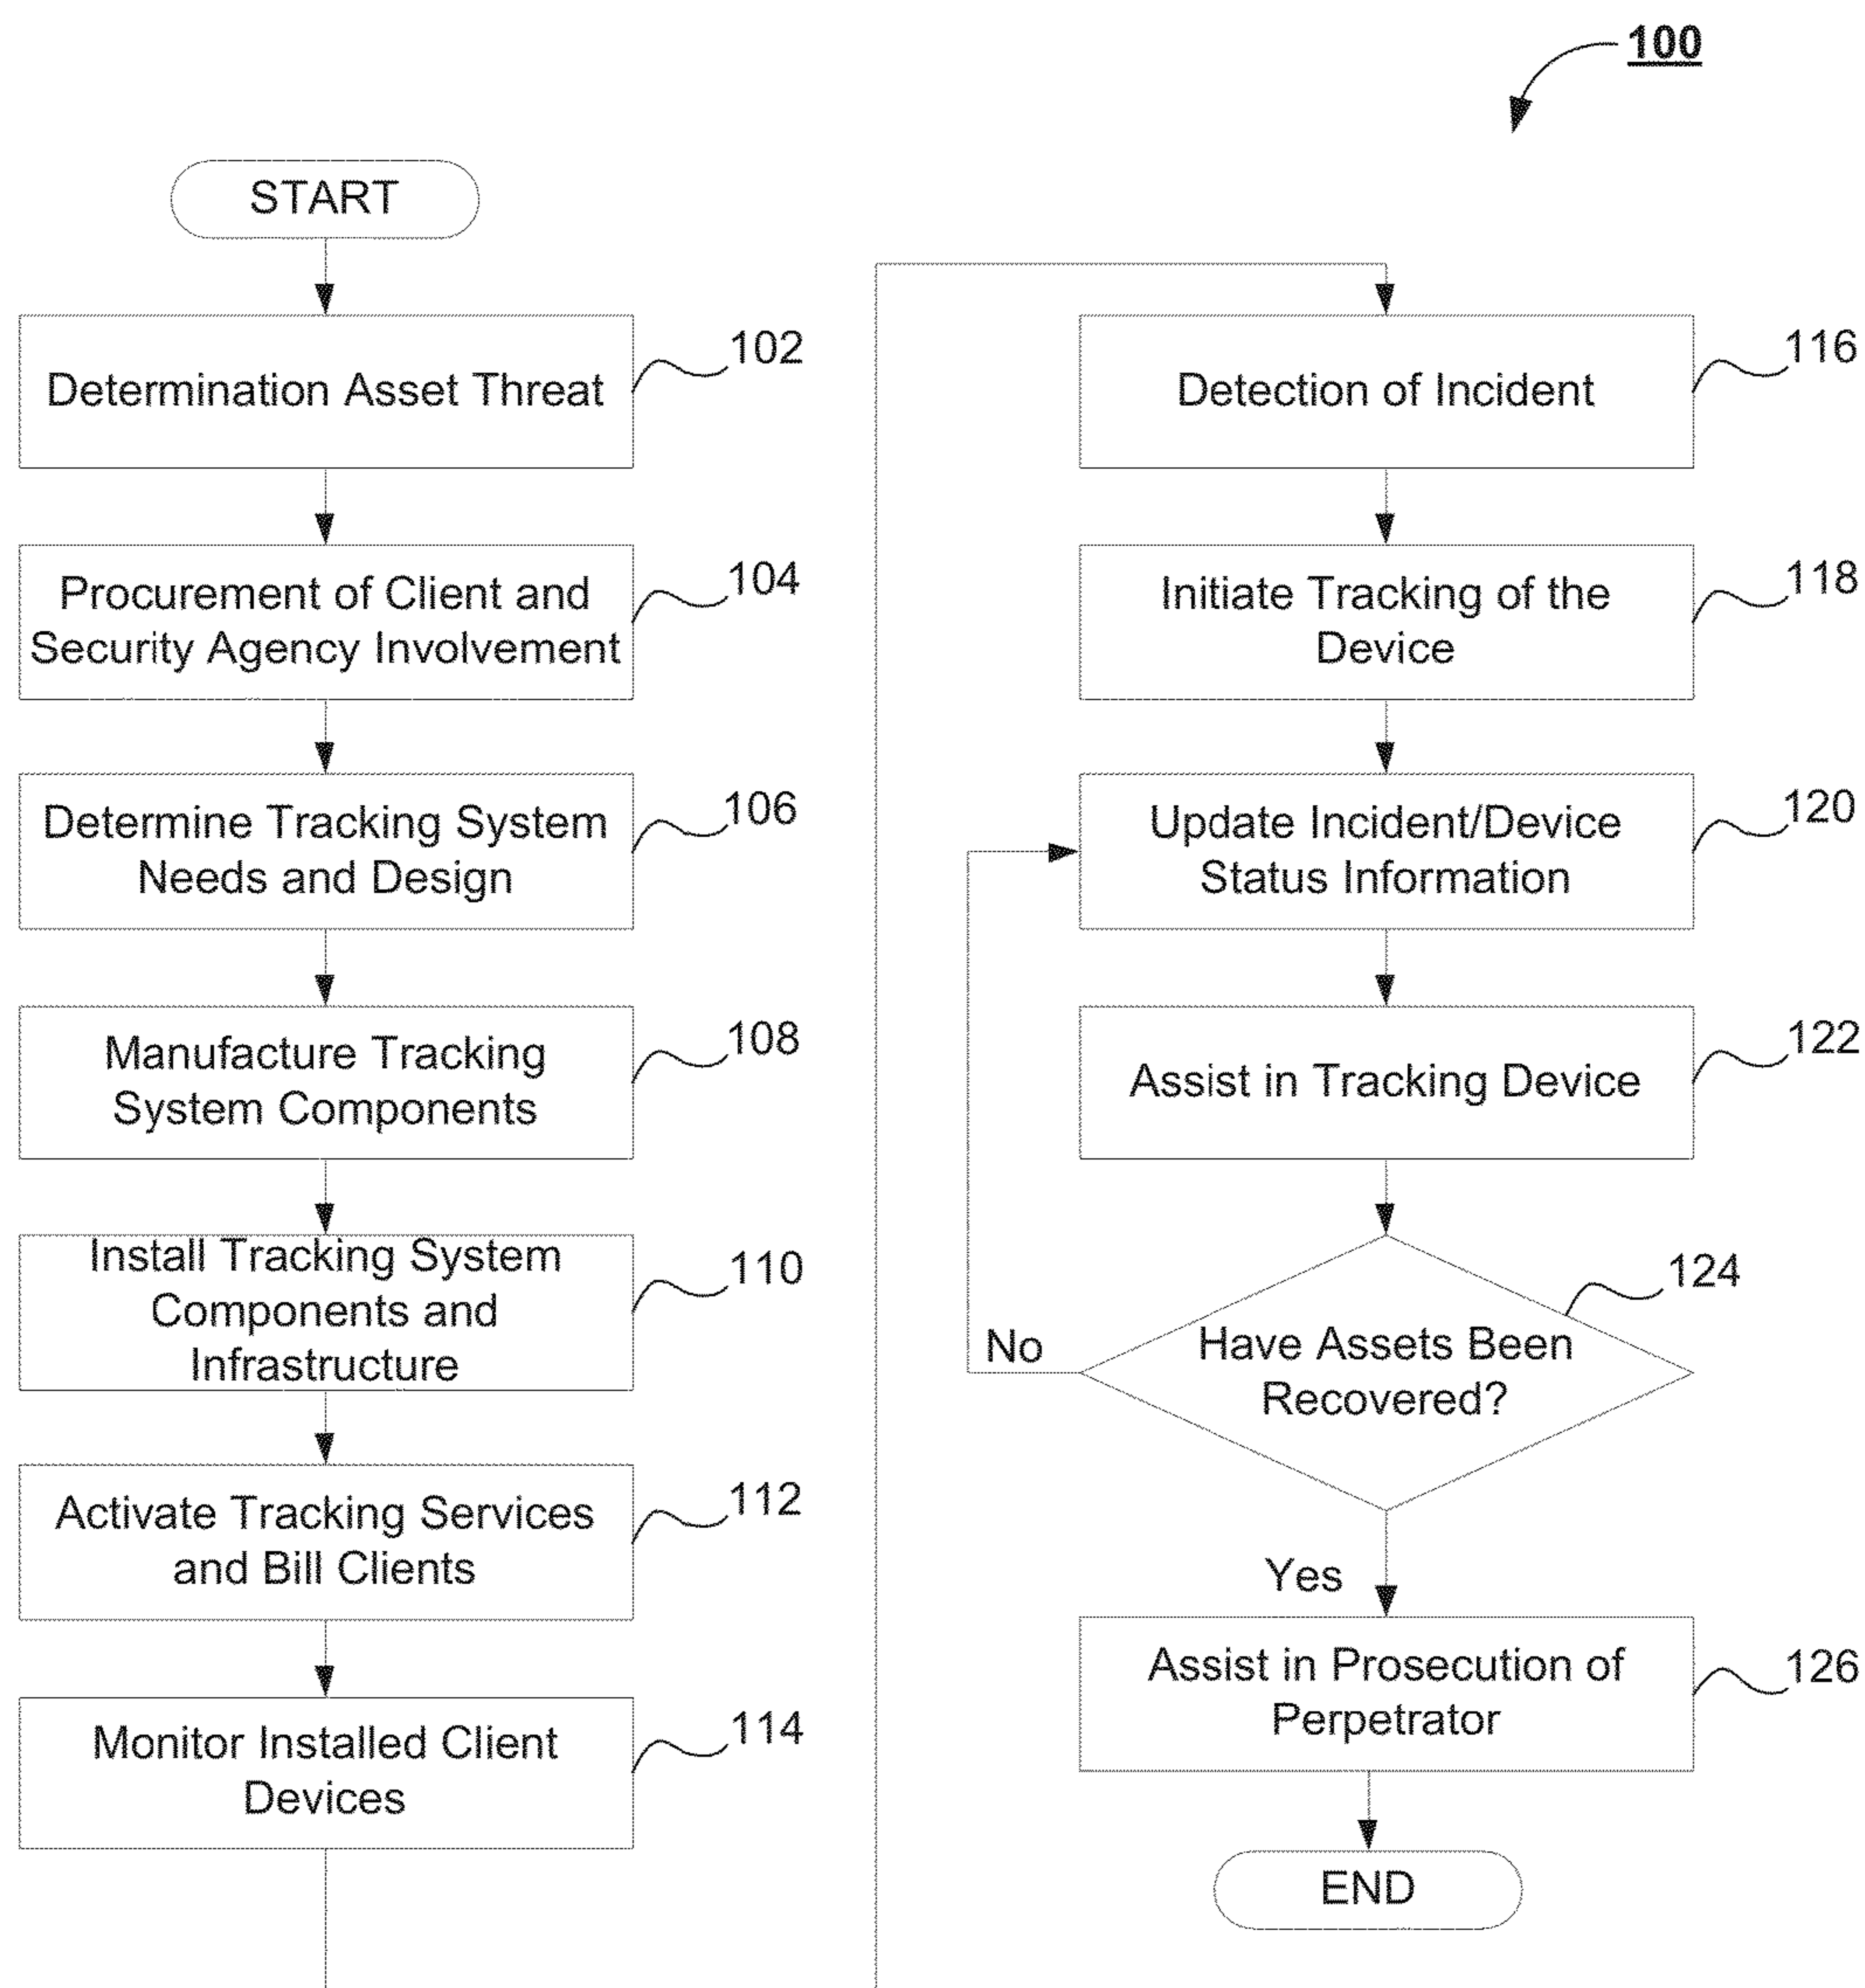 100
START
Determination Asset Threat
102
Procurement of Client and
Security Agency Involvement
104
Determine Tracking System
Needs and Design
106
Manufacture Tracking
System Components
108
Install Tracking System
Components and
Infrastructure
110
Activate Tracking Services
and Bill Clients
112
Monitor Installed Client
Devices
114
Detection of Incident
116
Initiate Tracking of the
Device
118
Update Incident/Device
Status Information
120
Assist in Tracking Device
122
Have Assets Been
Recovered?
124
No
Yes
Assist in Prosecution of
Perpetrator
126
END